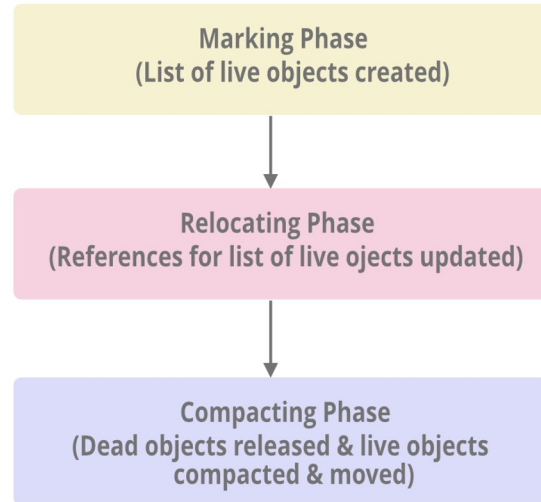 Marking Phase
(List of live objects created)
Relocating Phase
(References for list of live ojects updated)
Compacting Phase
(Dead objects released & live objects
compacted & moved)